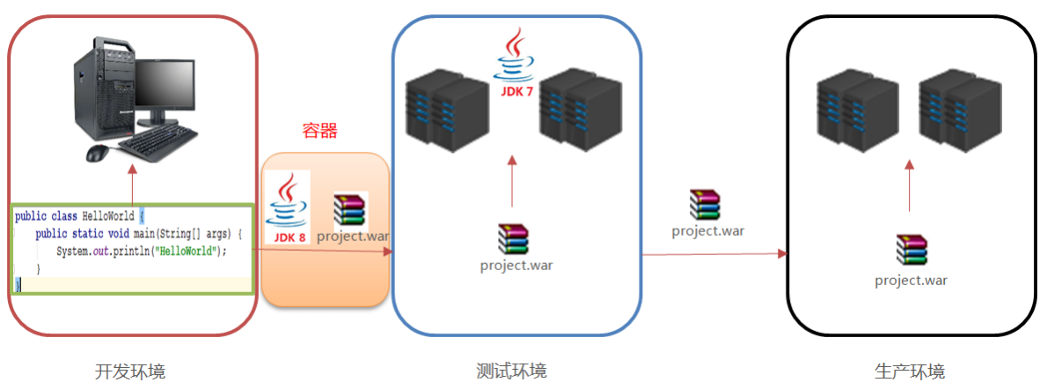 JDK 7
容器
JDK 8
project.war
public class HelloWorld {
public static void main(String[] args) {
System.out.println("HelloWorld");
}
}
project.war
project.war
project.war
开发环境
测试环境
生产环境